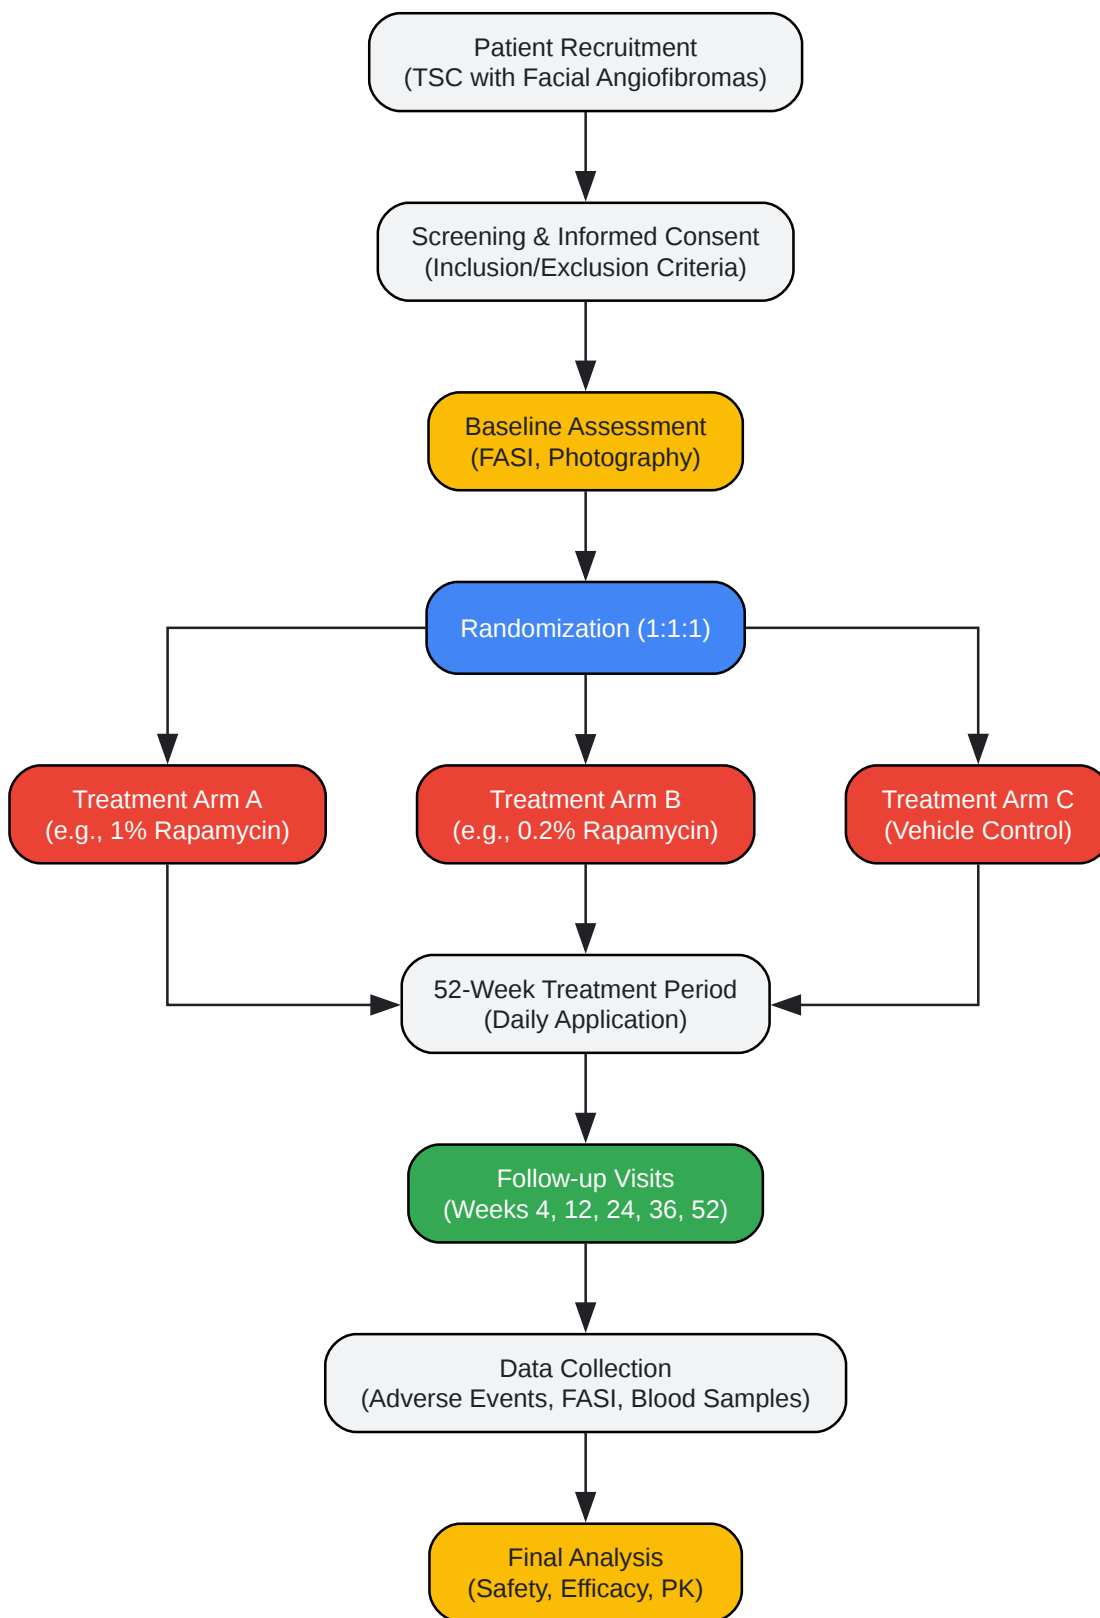 Patient Recruitment
(TSC with Facial Angiofibromas)
Screening & Informed Consent
(Inclusion/Exclusion Criteria)
Baseline Assessment
(FASI, Photography)
Randomization (1:1:1)
Treatment Arm A
(e.g., 1% Rapamycin)
Treatment Arm B
(e.g., 0.2% Rapamycin)
Treatment Arm C
(Vehicle Control)
52-Week Treatment Period
(Daily Application)
Follow-up Visits
(Weeks 4, 12, 24, 36, 52)
Data Collection
(Adverse Events, FASI, Blood Samples)
Final Analysis
(Safety, Efficacy, PK)